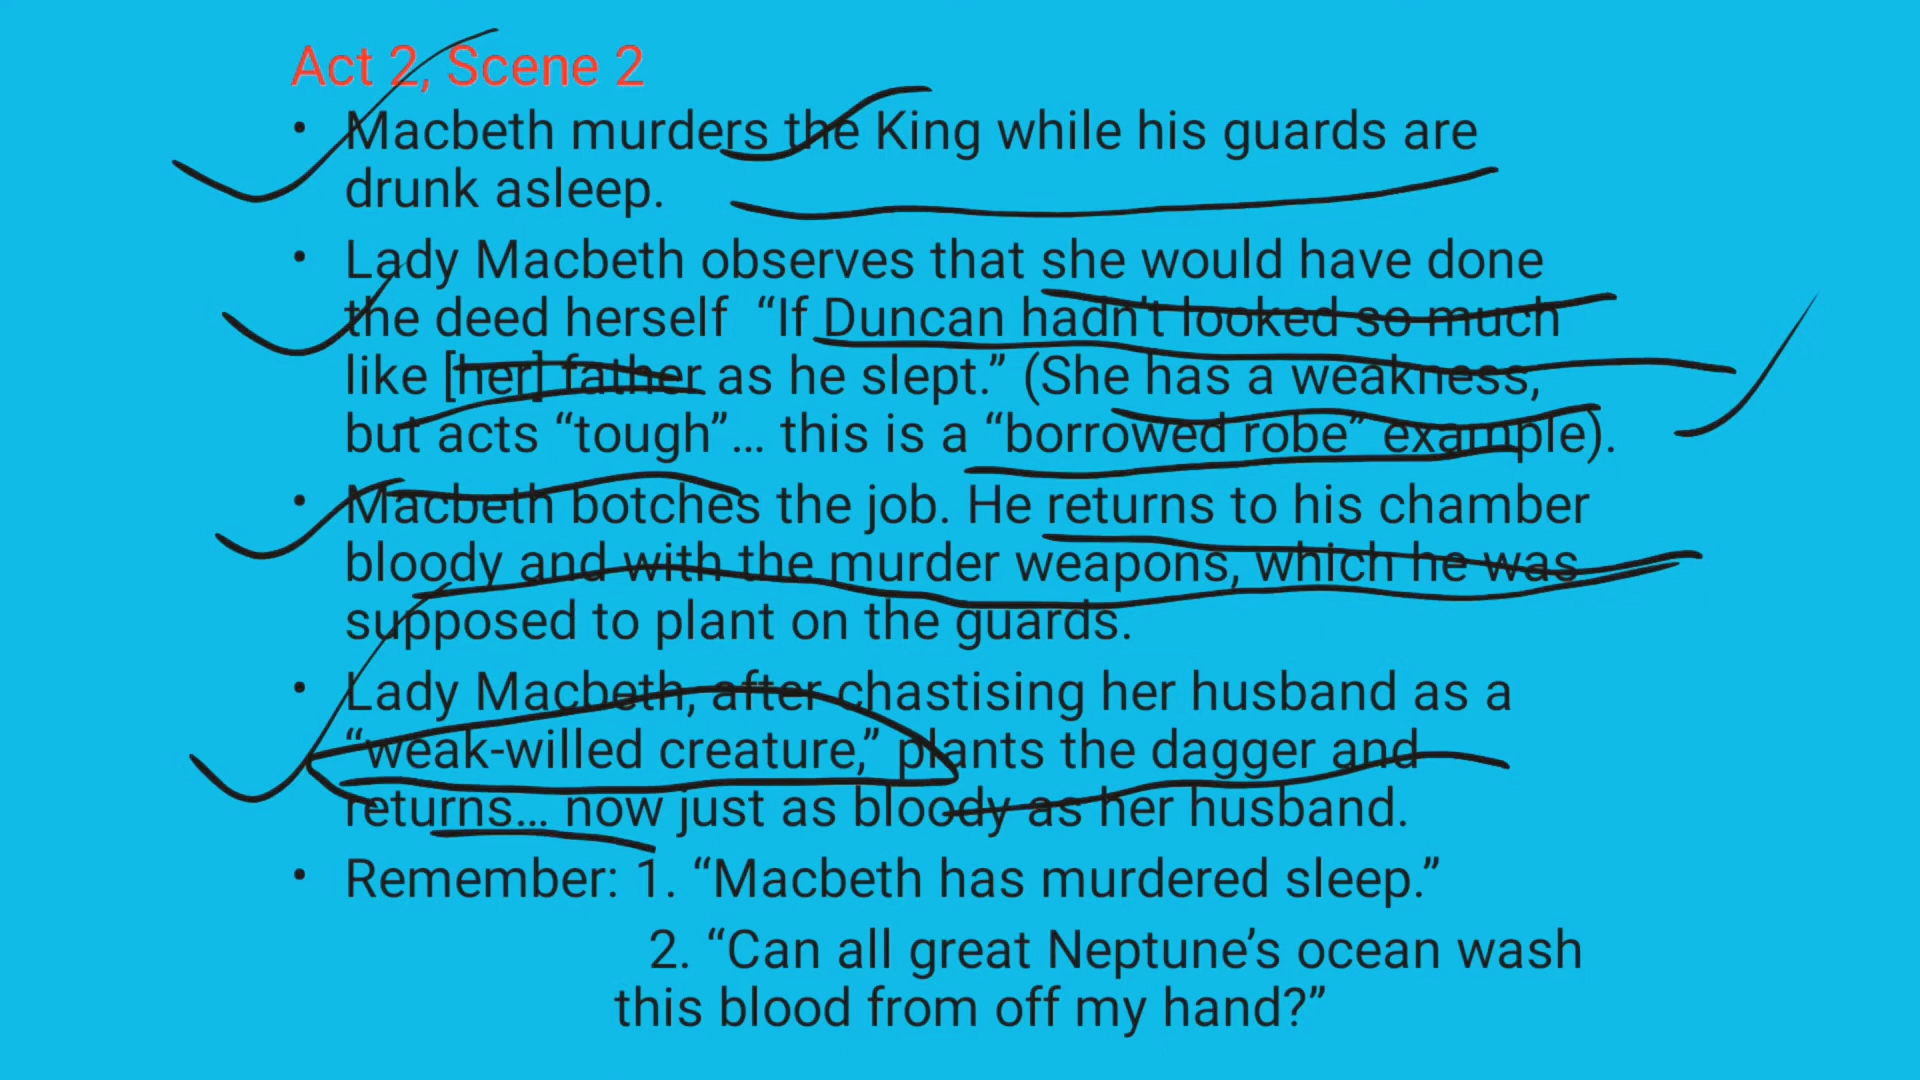 Act 2, Scene 2
• Macbeth murders the King while his guards are
drunk asleep.
• Lady Macbeth observes that she would have done
the deed herself “If Duncan hadn’t looked so much
like [her] father as he slept.” (She has a weakness,
but acts “tough”… this is a “borrowed robe” example).
• Macbeth botches the job. He returns to his chamber
bloody and with the murder weapons, which he was
supposed to plant on the guards.
• Lady Macbeth, after chastising her husband as a
“weak-willed creature,” plants the dagger and
returns… now just as bloody as her husband.
• Remember: 1. “Macbeth has murdered sleep.”
2. “Can all great Neptune’s ocean wash
this blood from off my hand?”